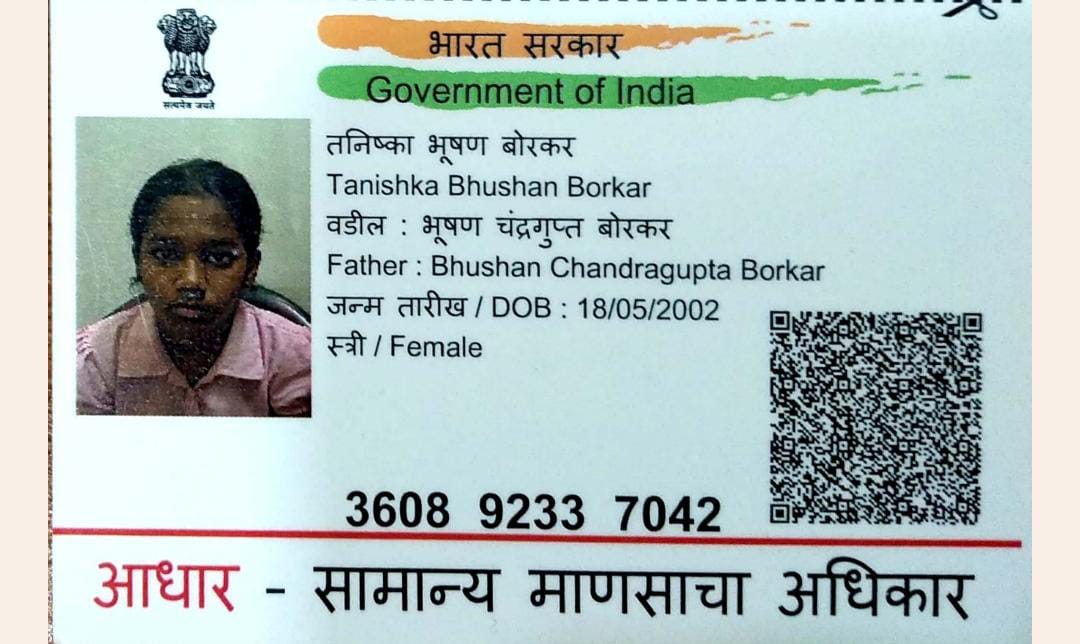 सत्यमेव जयते
भारत सरकार
Government of India
तनिष्का भूषण बोरकर
Tanishka Bhushan Borkar
वडील : भूषण चंद्रगुप्त बोरकर
Father : Bhushan Chandragupta Borkar
जन्म तारीख / DOB : 18/05/2002
स्त्री / Female
3608 9233 7042
आधार - सामान्य माणसाचा अधिकार